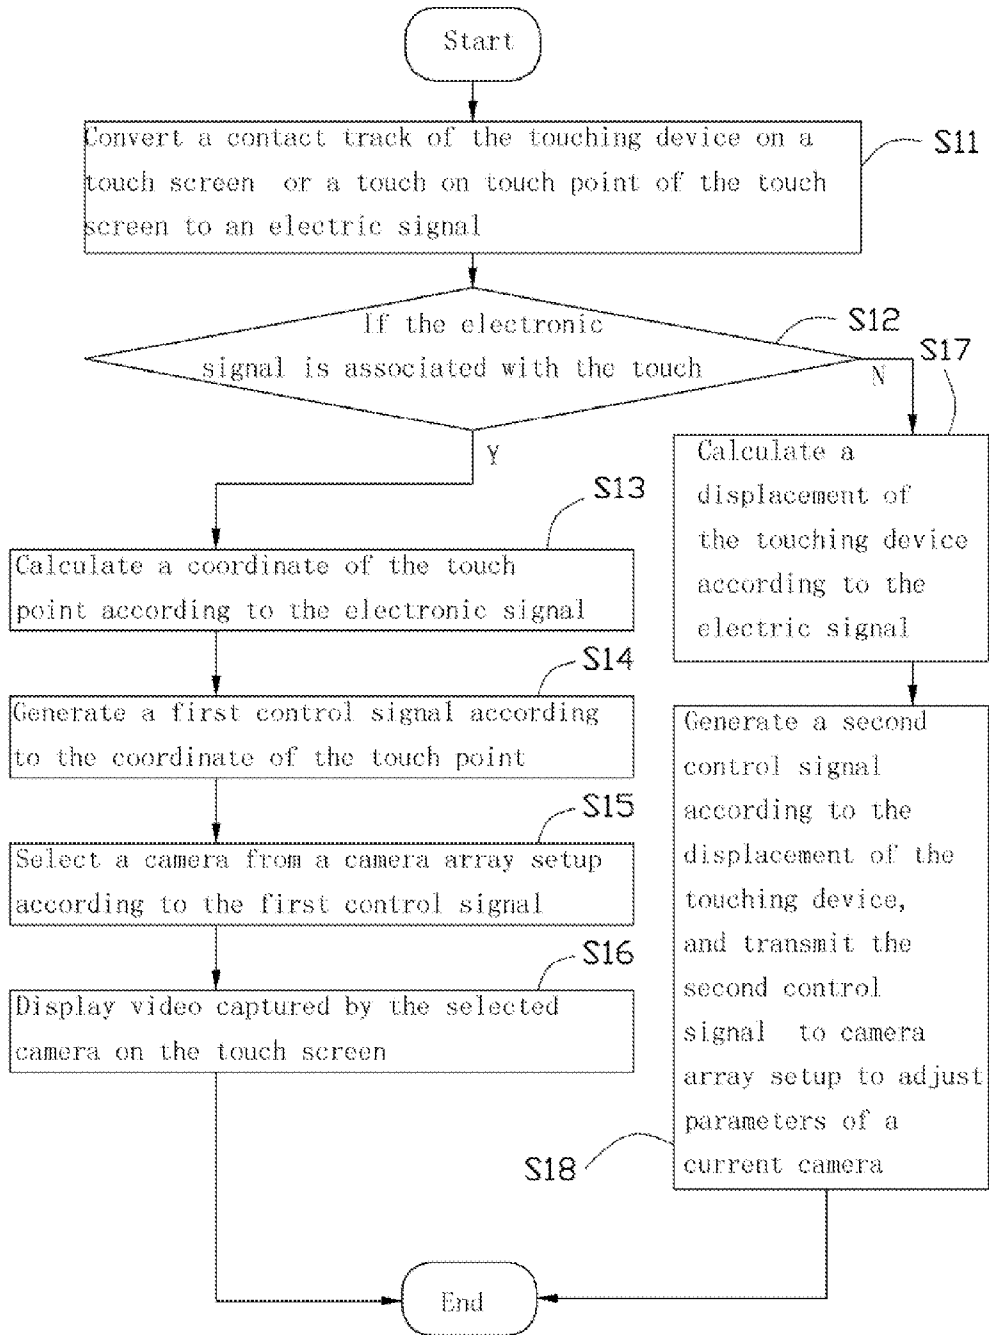 Start
Convert a contact track of the touching device on a
touch screen or a touch on touch point of the touch
screen to an electric signal
S11
If the electronic
signal is associated with the touch
S12
N
Y
S17
Calculate a
displacement of
the touching device
according to the
electric signal
S13
Calculate a coordinate of the touch
point according to the electronic signal
S14
Generate a first control signal according
to the coordinate of the touch point
S15
Select a camera from a camera array setup
according to the first control signal
S16
Display video captured by the selected
camera on the touch screen
Generate a second
control signal
according to the
displacement of the
touching device,
and transmit the
second control
signal to camera
array setup to adjust
parameters of a
current camera
S18
End